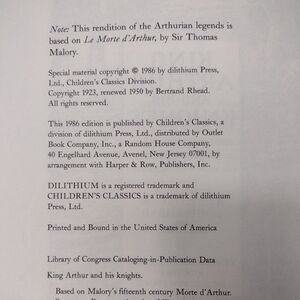 Note: This rendition of the Arthurian legends is
based on Le Morte d'Arthur, by Sir Thomas
Malory.
Special material copyright © 1986 by dilithium Press,
Ltd., Children's Classics Division.
Copyright 1923, renewed 1950 by Bertrand Rhead.
All rights reserved.
This 1986 edition is published by Children's Classics, a
division of dilithium Press, Ltd., distributed by Outlet
Book Company, Inc., a Random House Company,
40 Engelhard Avenue, Avenel, New Jersey 07001, by
arrangement with Harper & Row, Publishers, Inc.
DILITHIUM is a registered trademark and
CHILDREN'S CLASSICS is a trademark of dilithium
Press, Ltd.
Printed and Bound in the United States of America
Library of Congress Cataloging-in-Publication Data
King Arthur and his knights.
Based on Malory's fifteenth century Morte d'Arthur.